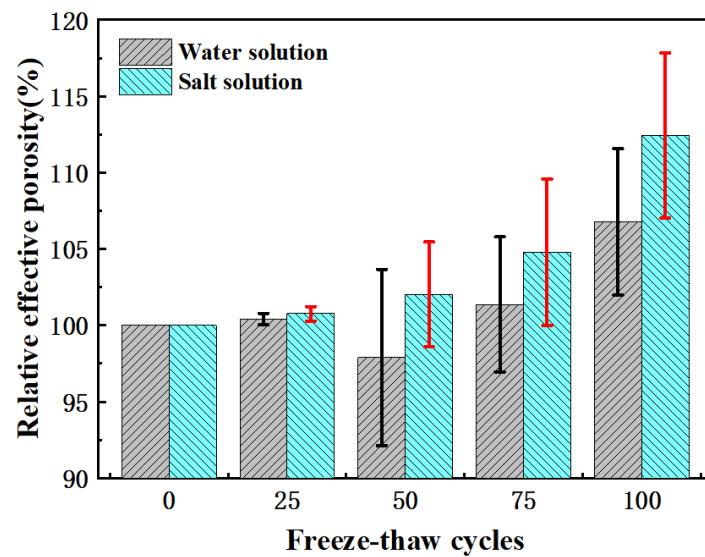 Relative effective porosity(%)
120
115
110
105
100
95
90
Water solution
Salt solution
0 25 50 75 100
Freeze-thaw cycles